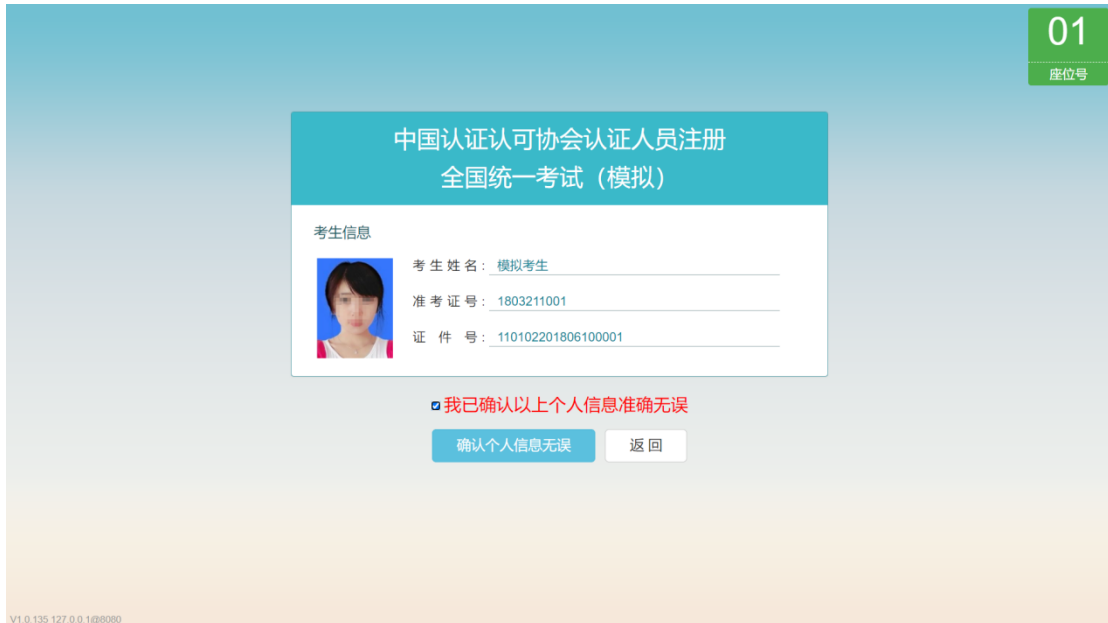 01
座位号
中国认证认可协会认证人员注册
全国统一考试（模拟）
考生信息
考生姓名： 模拟考生
准考证号： 1803211001
证 件 号： 110102201806100001
我已确认以上个人信息准确无误
确认个人信息无误 返回
V1.0.135 127.0.0.1@8080